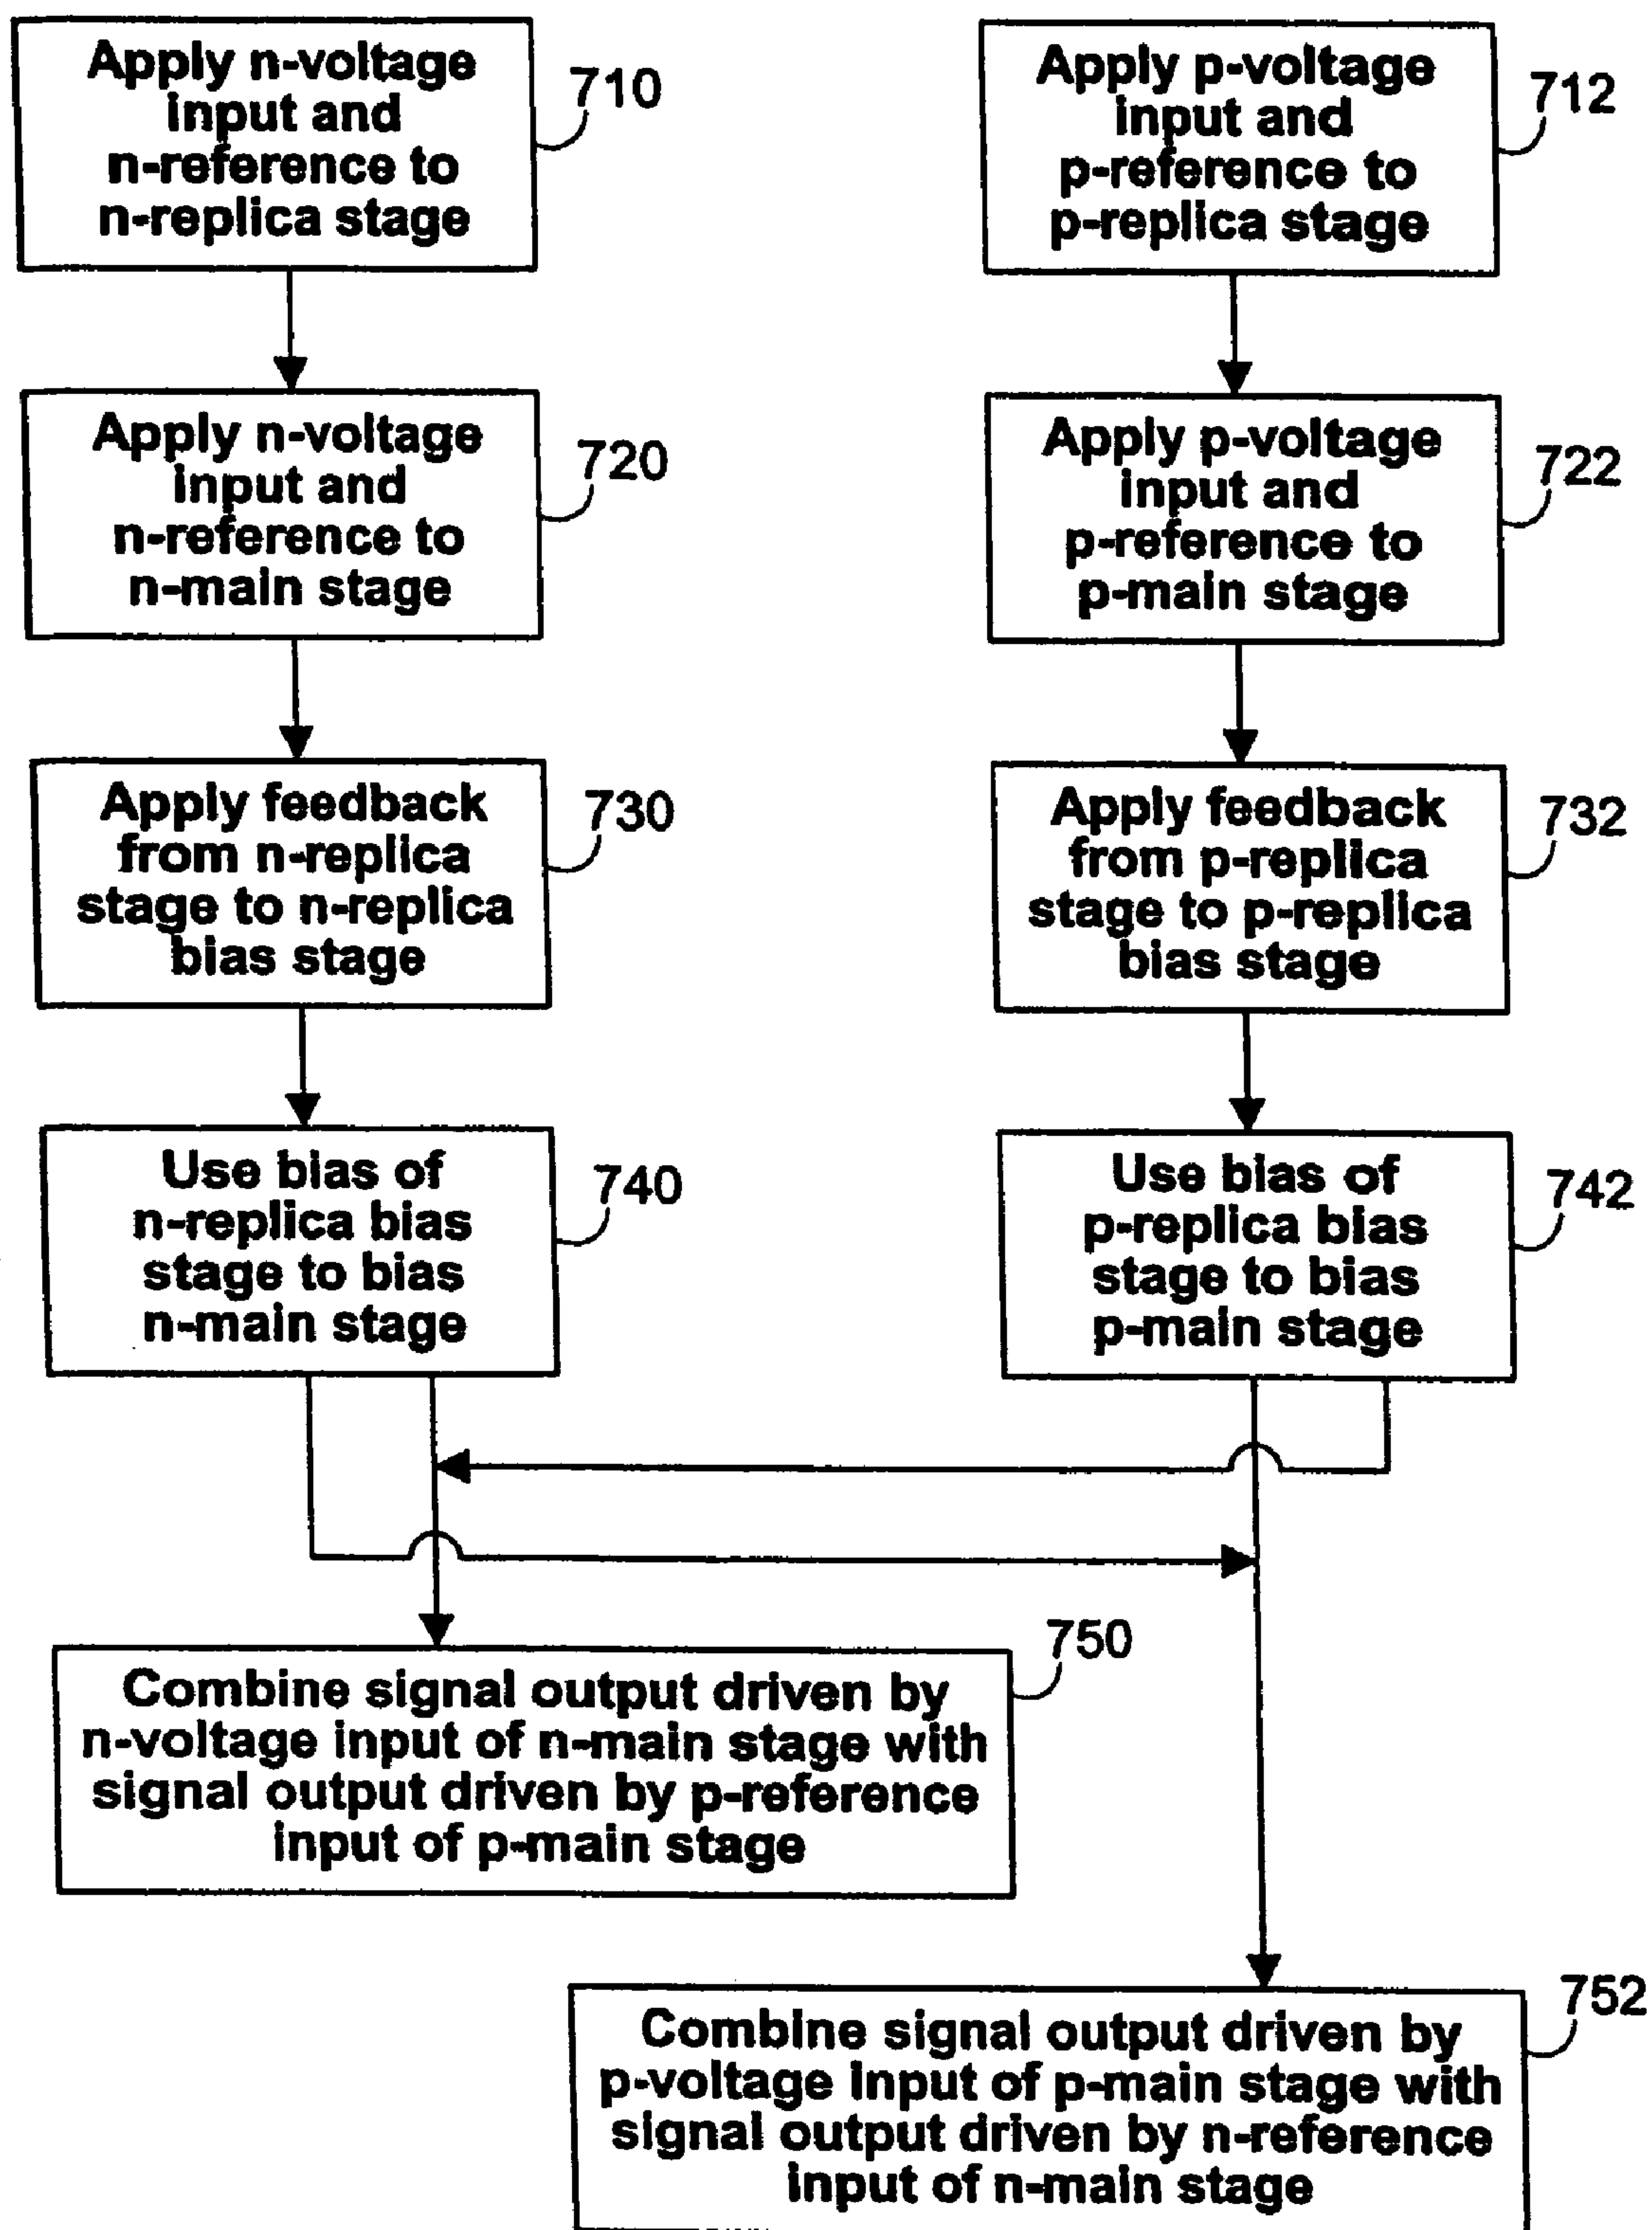 Apply n-voltage
input and
n-reference to
n-replica stage
710
Apply p-voltage
input and
p-reference to
p-replica stage
712
Apply n-voltage
input and
n-reference to
n-main stage
720
Apply p-voltage
input and
p-reference to
p-main stage
722
Apply feedback
from n-replica
stage to n-replica
bias stage
730
Apply feedback
from p-replica
stage to p-replica
bias stage
732
Use bias of
n-replica bias
stage to bias
n-main stage
740
Use bias of
p-replica bias
stage to bias
p-main stage
742
Combine signal output driven by
n-voltage input of n-main stage with
signal output driven by p-reference
input of p-main stage
750
Combine signal output driven by
p-voltage input of p-main stage with
signal output driven by n-reference
input of n-main stage
752